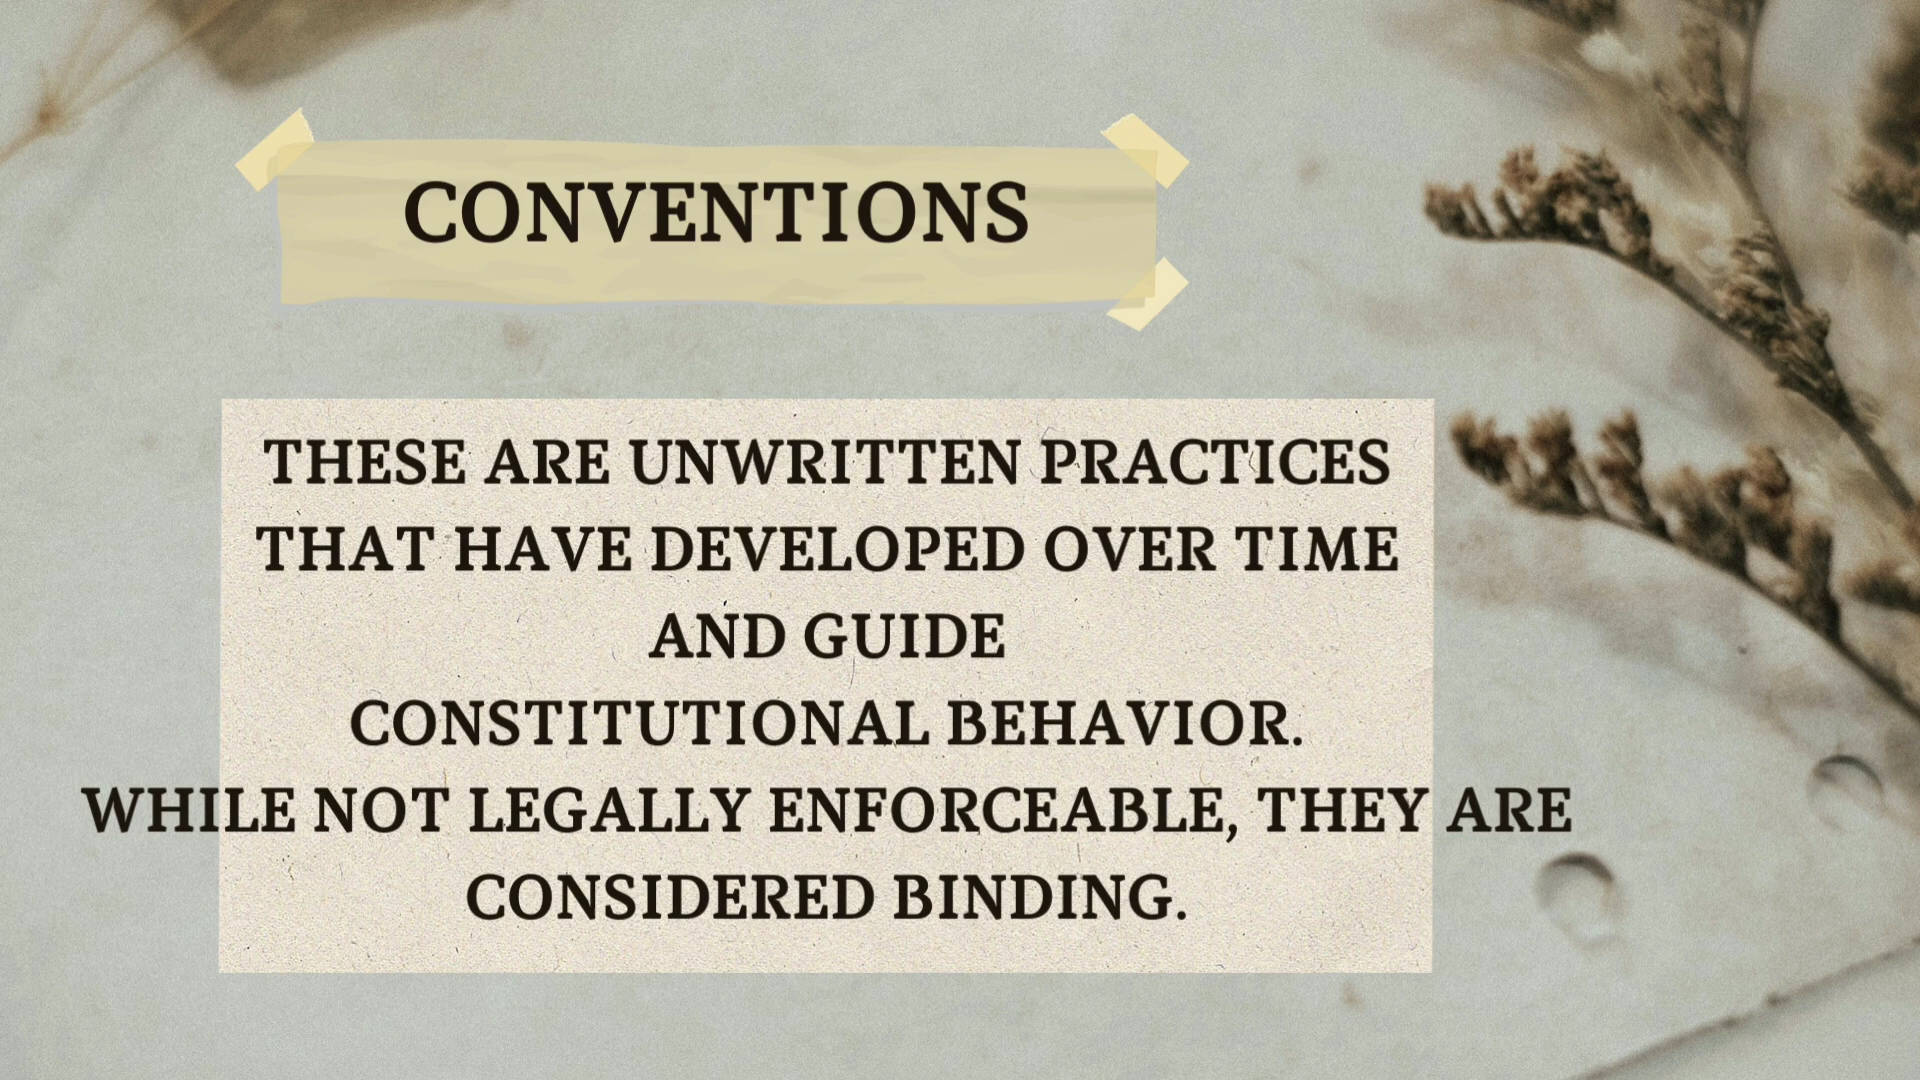 CONVENTIONS
THESE ARE UNWRITTEN PRACTICES
THAT HAVE DEVELOPED OVER TIME
AND GUIDE
CONSTITUTIONAL BEHAVIOR.
WHILE NOT LEGALLY ENFORCEABLE, THEY ARE
CONSIDERED BINDING.